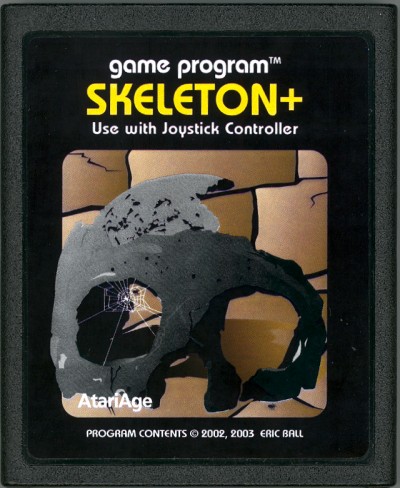 game program™
SKELETON+
Use with Joystick Controller
AtariAge
PROGRAM CONTENTS © 2002, 2003 ERIC BALL